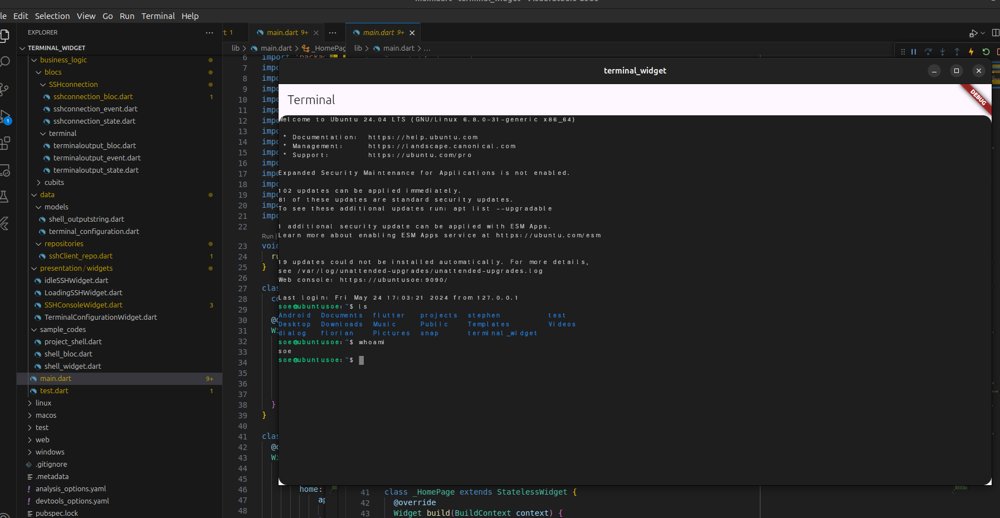 Edit Selection View Go Run Terminal Help
EXPLORER
TERMINAL_WIDGET
business_logic
blocs
SSHconnection
sshconnection_bloc.dart 1
sshconnection_event.dart
sshconnection_state.dart
terminal
terminaloutput_bloc.dart
terminaloutput_event.dart
terminaloutput_state.dart
cubits
data
models
shell_outputstring.dart
terminal_configuration.dart
repositories
sshClient_repo.dart 1
presentation/widgets
idleSSHWidget.dart
LoadingSSHWidget.dart
SSHConsoleWidget.dart 3
TerminalConfigurationWidget.dart
sample_codes
project_shell.dart
shell_bloc.dart
shell_widget.dart
main.dart 9+
test.dart 1
linux
macos
test
web
windows
.gitignore
.metadata
analysis_options.yaml
devtools_options.yaml
pubspec.lock
1
main.dart 9+
main.dart 9+
lib > main.dart >
lib > main.dart > ...
6
7 impo
8 impo
9 impo
10 impo
11 impo
12 impo
13 impo
14 impo
15 impo
16 impo
17 impo
18 impo
19 impo
20 impo
21 impo
22
Run |
23 voi
24 ru
25 }
26
27 clas
28 co
29
30 @o
31 Wi
32
33
34
35
36
37
38 }
39 }
40
41 clas
42 @o
43 Wi
44
45
46 home:
47 ap
48
terminal_widget
Terminal
DEBUG
Welcome to Ubuntu 24.04 LTS (GNU/Linux 6.8.0-31-generic x86_64)
* Documentation: https://help.ubuntu.com
* Management: https://landscape.canonical.com
* Support: https://ubuntu.com/pro
Expanded Security Maintenance for Applications is not enabled.
102 updates can be applied immediately.
81 of these updates are standard security updates.
To see these additional updates run: apt list --upgradable
1 additional security update can be applied with ESM Apps.
Learn more about enabling ESM Apps service at https://ubuntu.com/esm
19 updates could not be installed automatically. For more details,
see /var/log/unattended-upgrades/unattended-upgrades.log
Web console: https://ubuntusoe:9090/
Last login: Fri May 24 17:03:21 2024 from 127.0.0.1
soe@ubuntusoe:~$ ls
Android Documents flutter projects stephen test
Desktop Downloads Music Public Templates Videos
dialog florian Pictures snap terminal_widget
soe@ubuntusoe:~$ whoami
soe
soe@ubuntusoe:~$
41 class _HomePage extends StatelessWidget {
42 @override
43 Widget build(BuildContext context) {